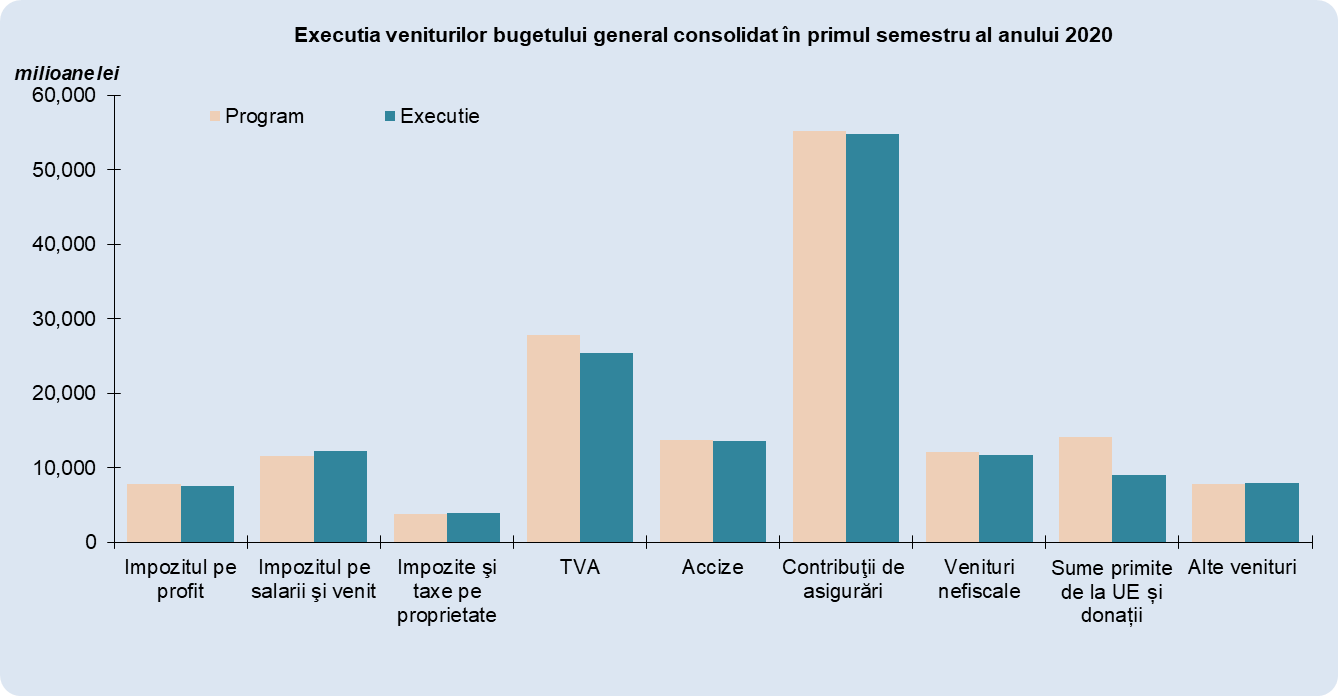 Executia veniturilor bugetului general consolidat în primul semestru al anului 2020
milioane lei
60,000
Program
Executie
50,000
40,000
30,000
20,000
10,000
0
Impozitul pe
profit
Impozitul pe
salarii şi venit
Impozite şi
taxe pe
proprietate
TVA
Accize
Contribuţii de
asigurări
Venituri
nefiscale
Sume primite
de la UE și
donații
Alte venituri